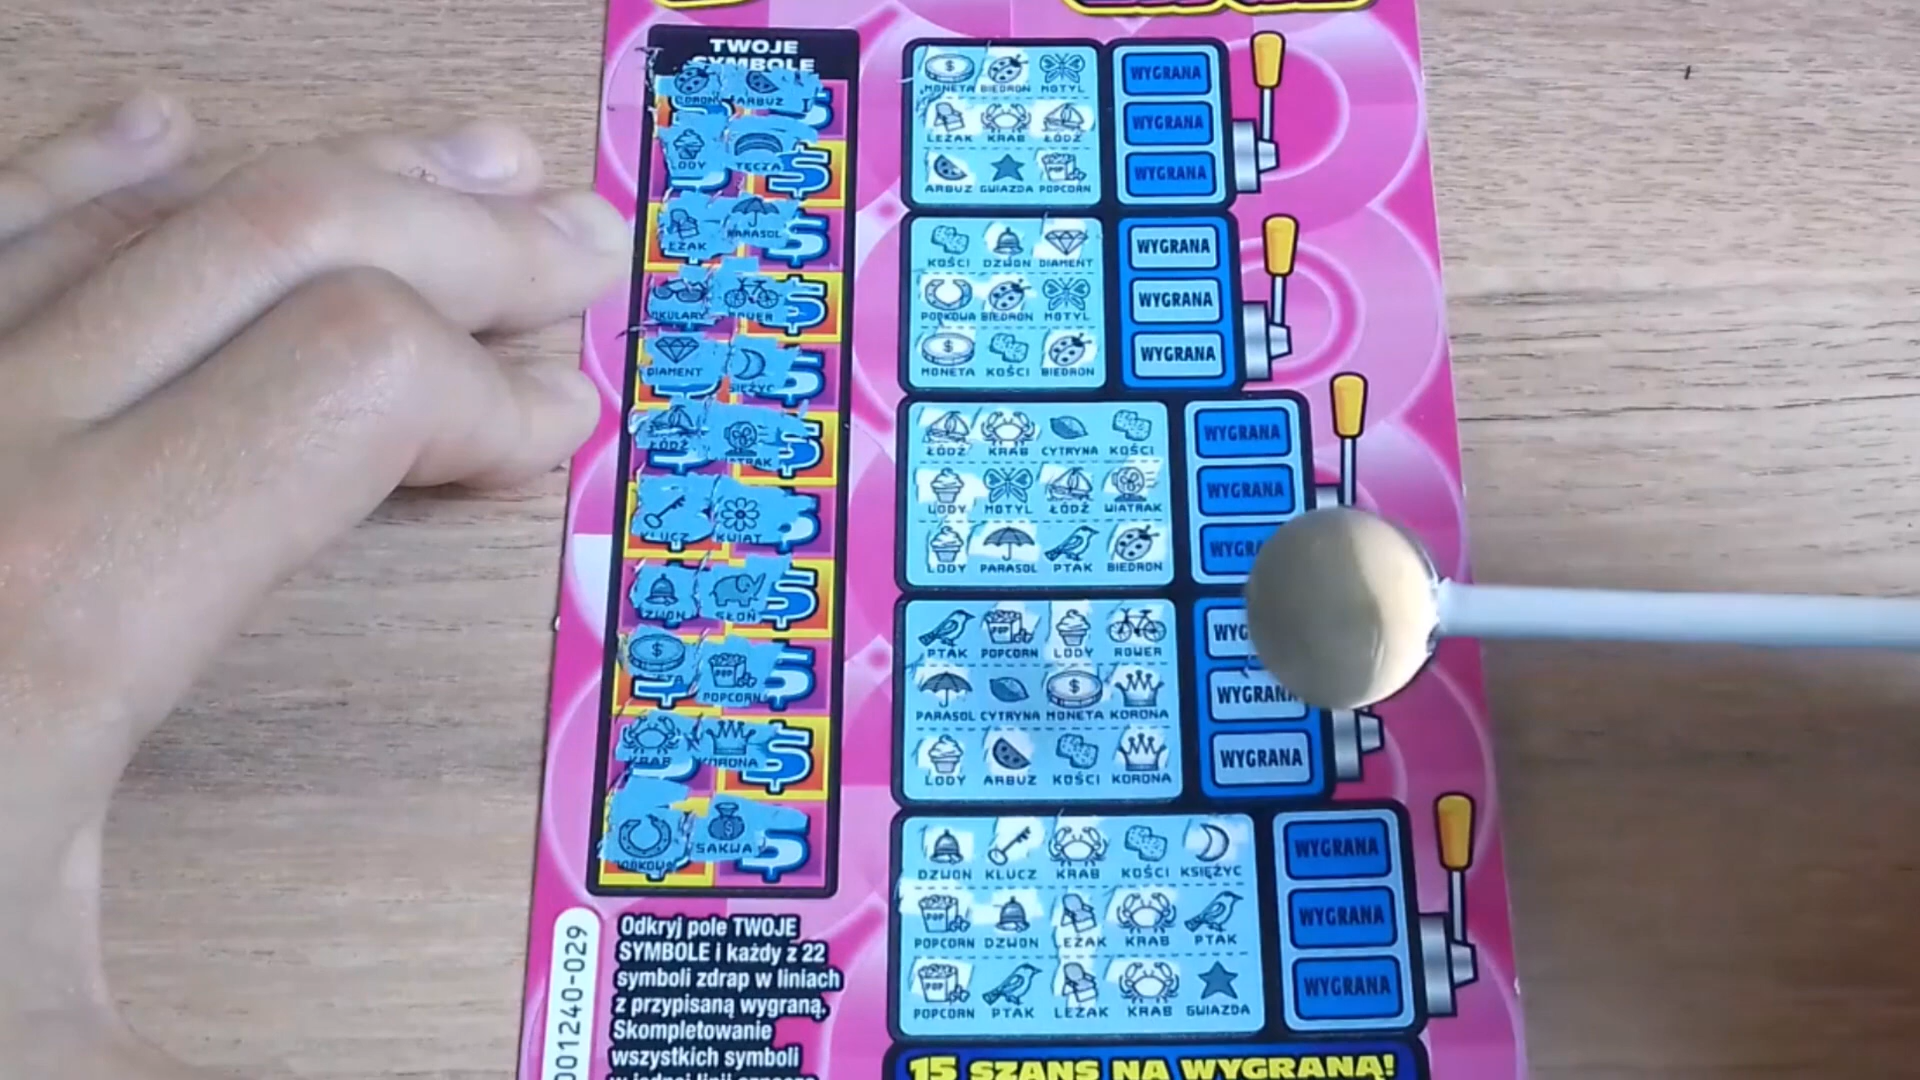 TWOJE
SYMBOLE
ARBUZ
LODY TĘCZA
LEŻAK PARASOL
OKULARY ROWER
DIAMENT KSIĘŻYC
ŁÓDŹ WIATRAK
KLUCZ KWIAT
DZWON SŁOŃ
POPCORN
KRAB KORONA
PODKOWA SAKWA
Odkryj pole TWOJE
SYMBOLE i każdy z 22
symboli zdrap w liniach
z przypisaną wygraną.
Skompletowanie
wszystkich symboli
001240-029
MONETA BIEDRON MOTYL
LEŻAK KRAB ŁÓDŹ
ARBUZ GWIAZDA POPCORN
WYGRANA
WYGRANA
WYGRANA
KOŚCI DZWON DIAMENT
PODKOWA BIEDRON MOTYL
MONETA KOŚCI BIEDRON
WYGRANA
WYGRANA
WYGRANA
ŁÓDŹ KRAB CYTRYNA KOŚCI
LODY MOTYL ŁÓDŹ WIATRAK
LODY PARASOL PTAK BIEDRON
WYGRANA
WYGRANA
PTAK POPCORN LODY ROWER
PARASOL CYTRYNA MONETA KORONA
LODY ARBUZ KOŚCI KORONA
WYGRANA
WYGRANA
DZWON KLUCZ KRAB KOŚCI KSIĘŻYC
POPCORN DZWON LEŻAK KRAB PTAK
POPCORN PTAK LEŻAK KRAB GWIAZDA
WYGRANA
WYGRANA
WYGRANA
15 SZANS NA WYGRANĄ!